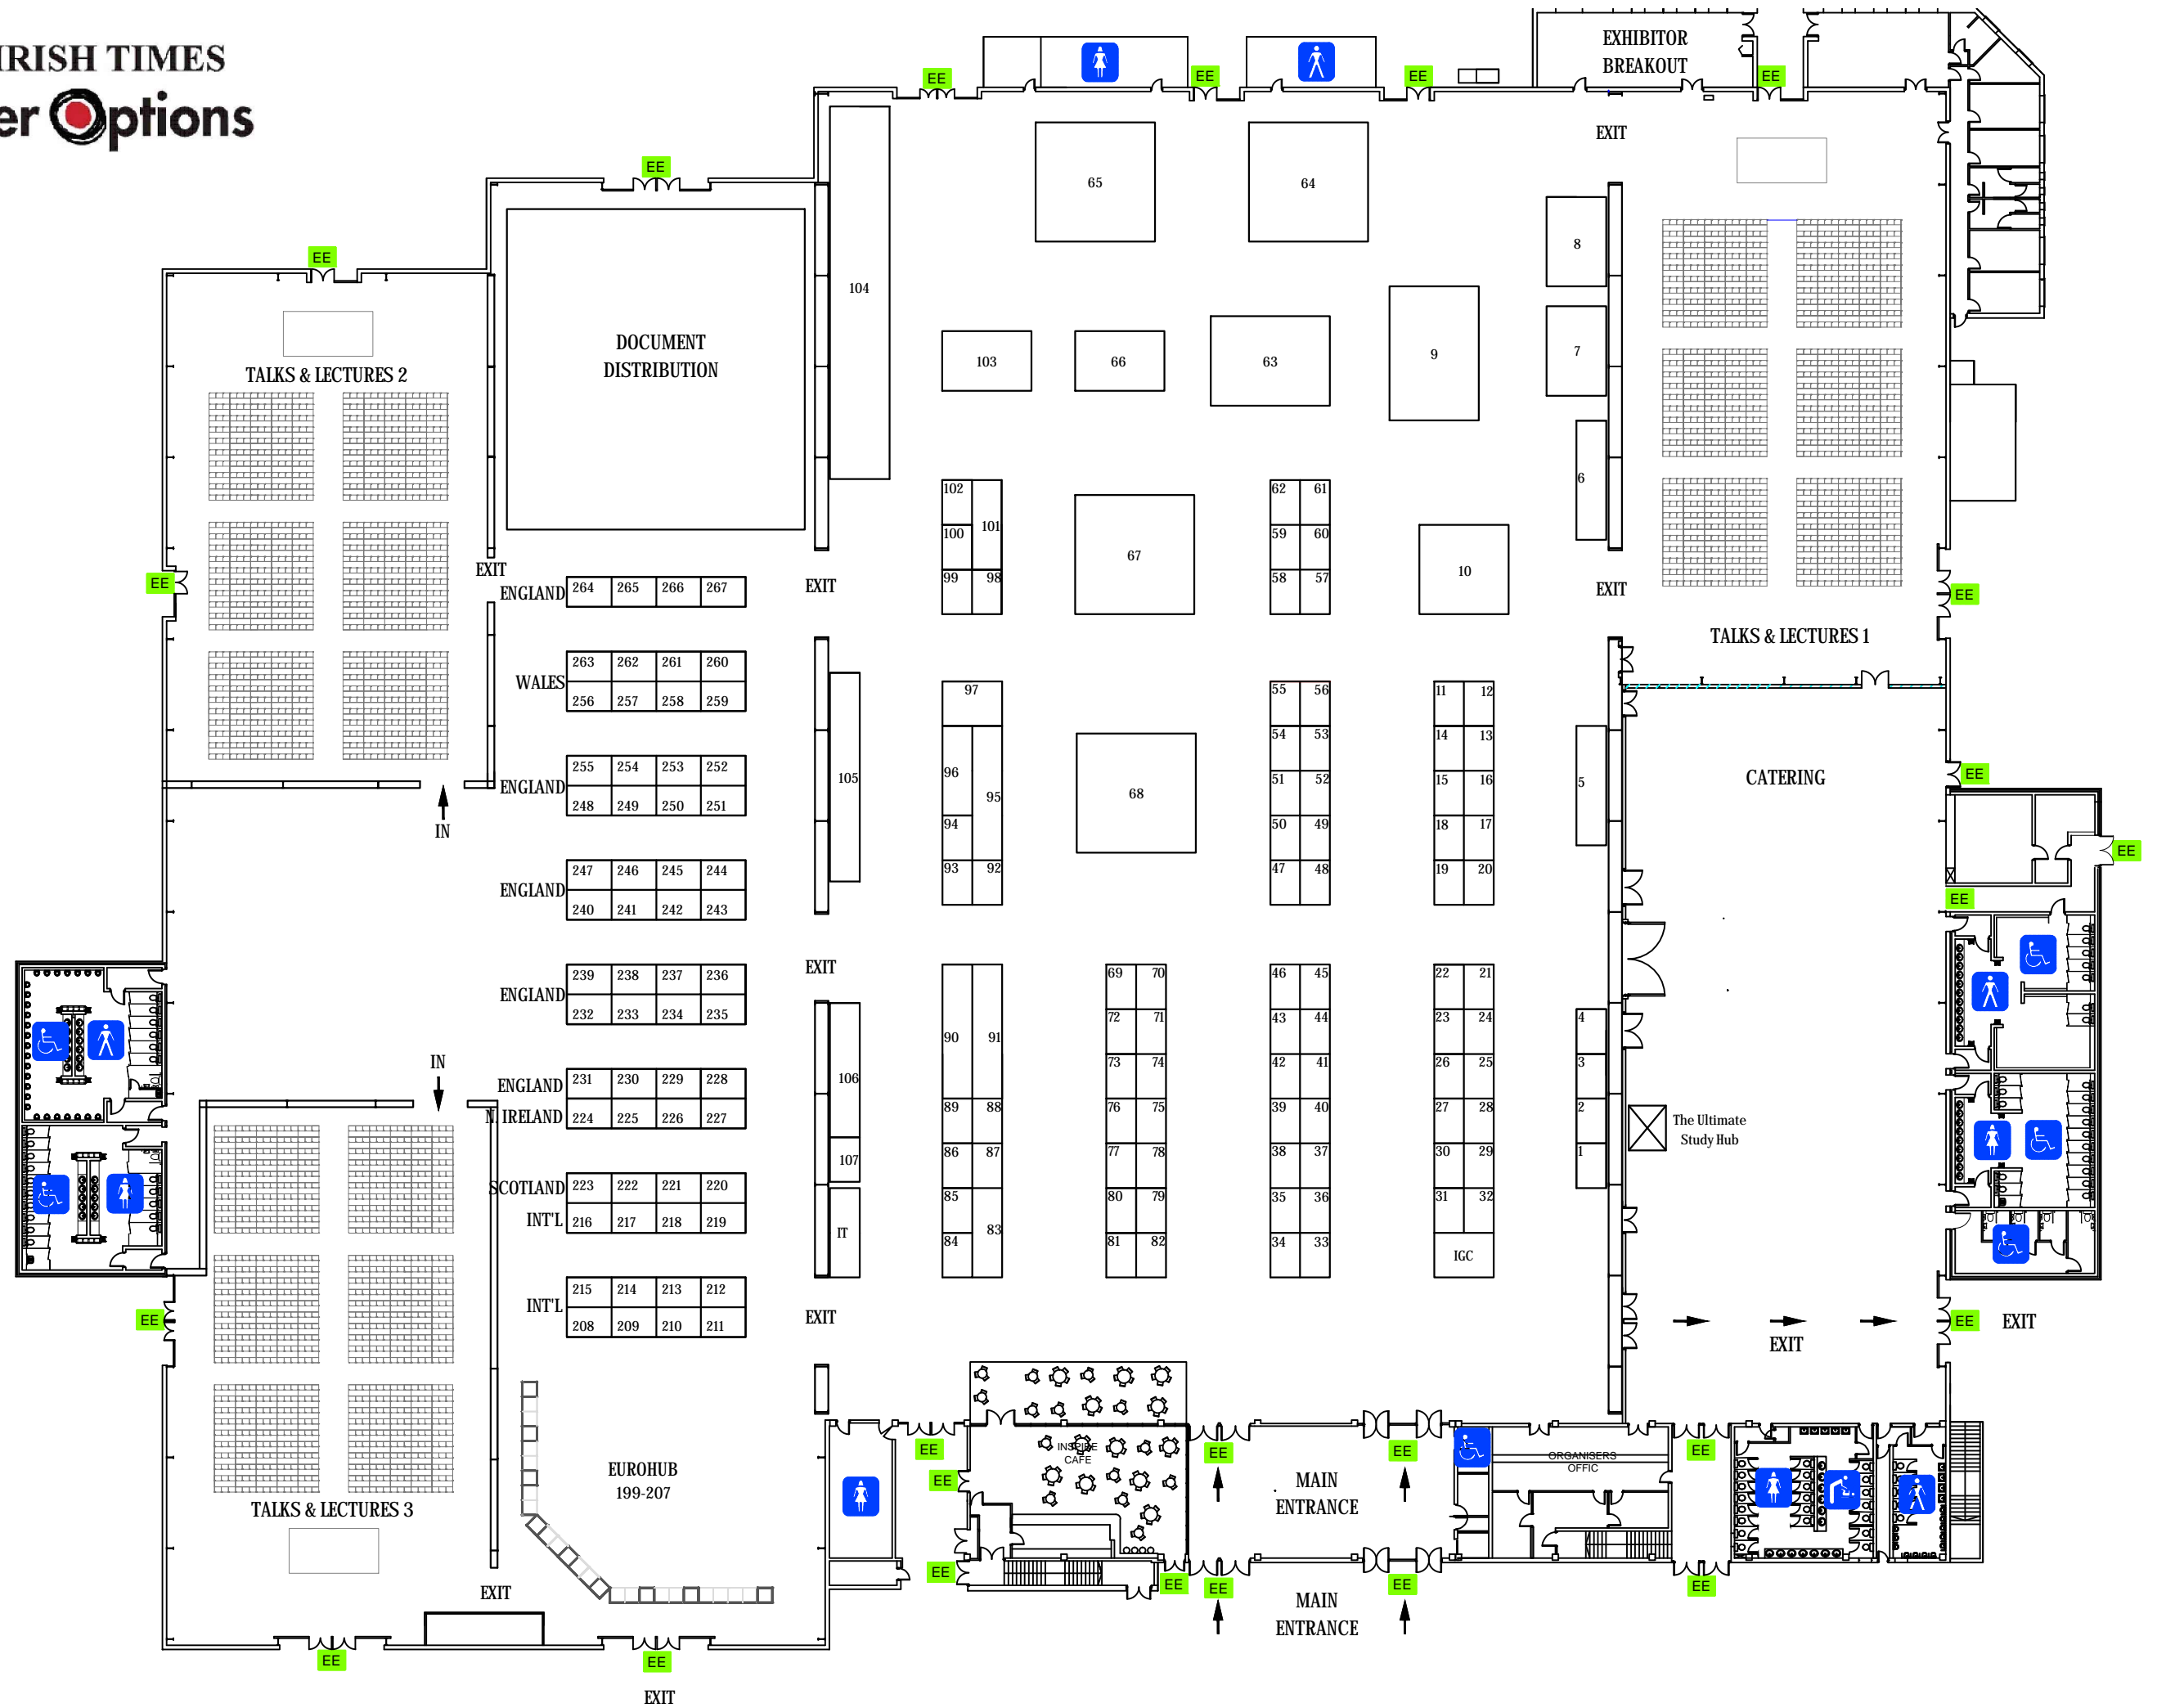 IRISH TIMES
er Options
EXHIBITOR
BREAKOUT
EE
EE
EE
EE
EXIT
EE
65
64
8
EE
104
DOCUMENT
DISTRIBUTION
103
66
63
9
7
TALKS & LECTURES 2
6
102
62
61
101
100
59
60
67
10
EXIT
99
98
58
57
EE
ENGLAND
264 265 266 267
EXIT
EXIT
EE
TALKS & LECTURES 1
WALES
263 262 261 260
256 257 258 259
97
55 56
11 12
54 53
14 13
96
95
105
68
51 52
15 16
5
CATERING
EE
ENGLAND
255 254 253 252
248 249 250 251
IN
94
50 49
18 17
EE
ENGLAND
247 246 245 244
240 241 242 243
93 92
47 48
19 20
EE
EXIT
ENGLAND
239 238 237 236
232 233 234 235
69 70
46 45
22 21
90 91
72 71
43 44
23 24
4
IN
106
73 74
42 41
26 25
3
ENGLAND
231 230 229 228
N. IRELAND
224 225 226 227
89 88
76 75
39 40
27 28
2
The Ultimate
Study Hub
107
86 87
77 78
38 37
30 29
1
SCOTLAND
223 222 221 220
INT'L
216 217 218 219
85
83
80 79
35 36
31 32
IT
84
81 82
34 33
IGC
INT'L
215 214 213 212
208 209 210 211
EE
EXIT
EXIT
EE
EXIT
EUROHUB
199-207
TALKS & LECTURES 3
INSPIRE
CAFE
EE
EE
EE
EE
EE
ORGANISERS
OFFIC
MAIN
ENTRANCE
EE
EE
EE
EE
EE
MAIN
ENTRANCE
EXIT
EE
EE
EXIT